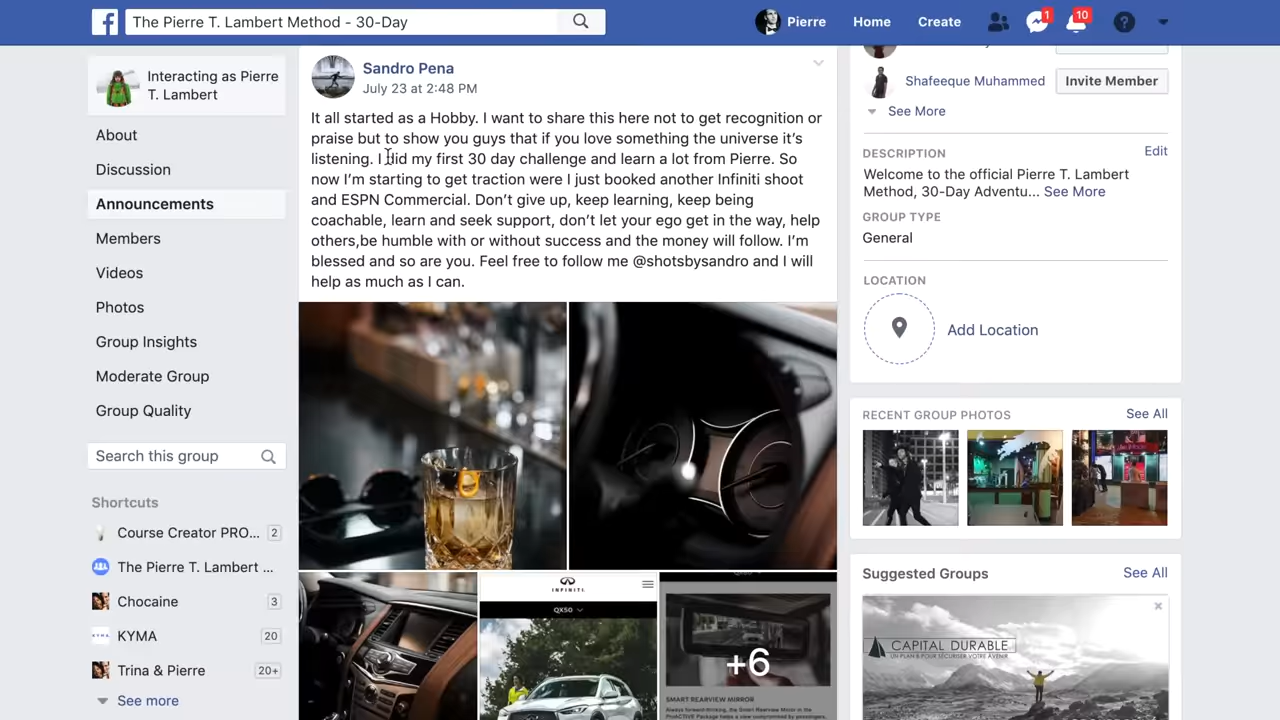 The Pierre T. Lambert Method - 30-Day
Pierre
Home
Create
1
10
Interacting as Pierre
T. Lambert
About
Discussion
Announcements
Members
Videos
Photos
Group Insights
Moderate Group
Group Quality
Search this group
Shortcuts
Course Creator PRO... 2
The Pierre T. Lambert ...
Chocaine 3
KYMA 20
Trina & Pierre 20+
See more
Sandro Pena
July 23 at 2:48 PM
It all started as a Hobby. I want to share this here not to get recognition or
praise but to show you guys that if you love something the universe it's
listening. I did my first 30 day challenge and learn a lot from Pierre. So
now I'm starting to get traction were I just booked another Infiniti shoot
and ESPN Commercial. Don't give up, keep learning, keep being
coachable, learn and seek support, don't let your ego get in the way, help
others,be humble with or without success and the money will follow. I'm
blessed and so are you. Feel free to follow me @shotsbysandro and I will
help as much as I can.
INFINITI
QX50
+6
SMART REARVIEW MIRROR
Shafeeque Muhammed
Invite Member
See More
DESCRIPTION
Edit
Welcome to the official Pierre T. Lambert
Method, 30-Day Adventu... See More
GROUP TYPE
General
LOCATION
Add Location
RECENT GROUP PHOTOS
See All
Suggested Groups
See All
CAPITAL DURABLE
UN PLAN B POUR SÉCURISER VOTRE AVENIR